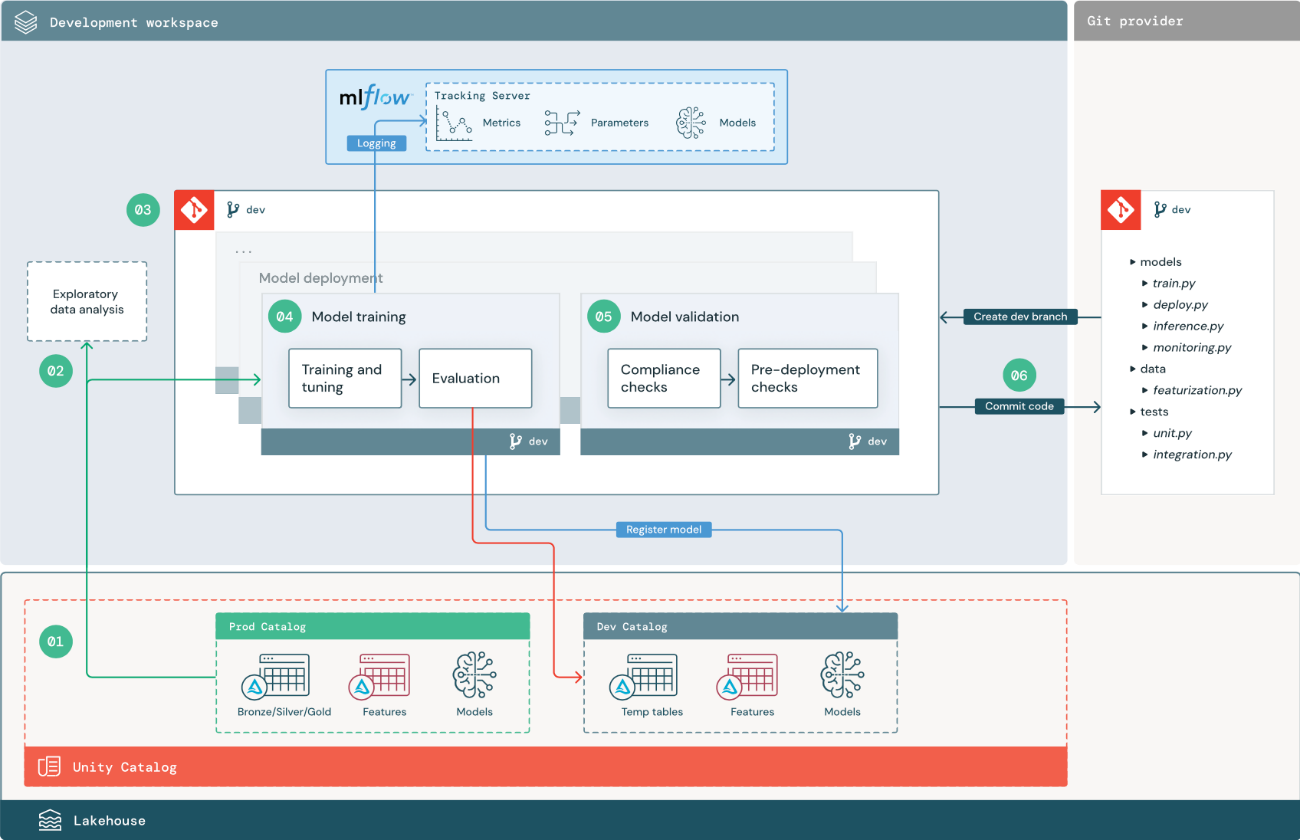 Development workspace
Git provider
mlflow
Tracking Server
Metrics
Parameters
Models
Logging
03
dev
...
Model deployment
04
Model training
Training and
tuning
Evaluation
dev
05
Model validation
Compliance
checks
Pre-deployment
checks
dev
Exploratory
data analysis
02
Create dev branch
06
Commit code
dev
models
train.py
deploy.py
inference.py
monitoring.py
data
featurization.py
tests
unit.py
integration.py
Register model
01
Prod Catalog
Bronze/Silver/Gold
Features
Models
Dev Catalog
Temp tables
Features
Models
Unity Catalog
Lakehouse